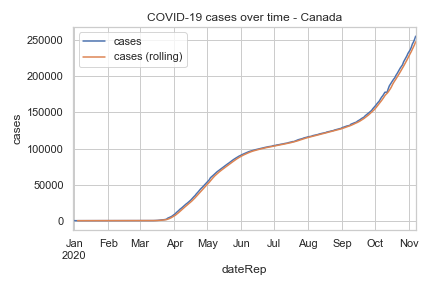 COVID-19 cases over time - Canada
cases
cases (rolling)
250000
200000
150000
100000
50000
0
cases
Jan Feb Mar Apr May Jun Jul Aug Sep Oct Nov
2020
dateRep